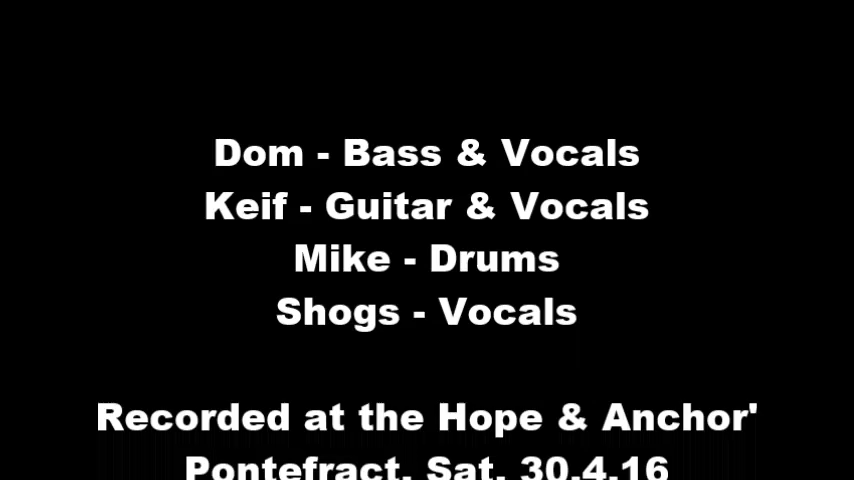 Dom - Bass & Vocals
Keif - Guitar & Vocals
Mike - Drums
Shogs - Vocals
Recorded at the Hope & Anchor'
Pontefract, Sat, 30.4.16